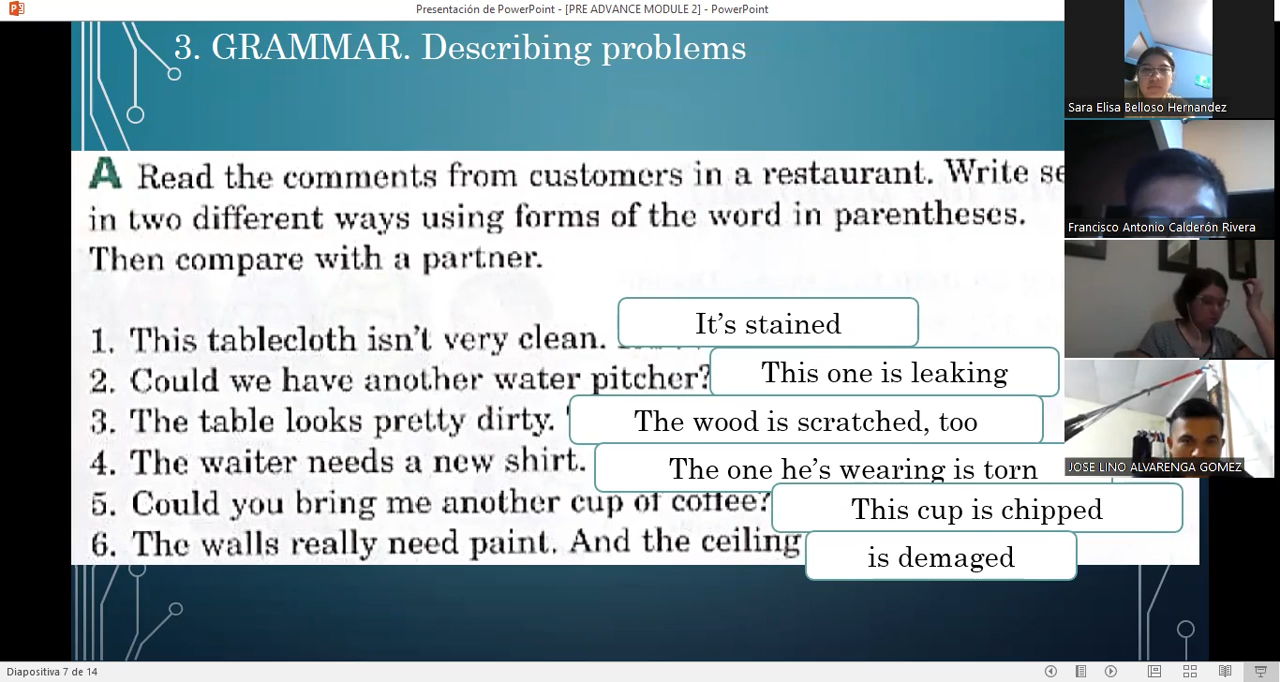 Presentación de PowerPoint - [PRE ADVANCE MODULE 2] - PowerPoint
3. GRAMMAR. Describing problems
A Read the comments from customers in a restaurant. Write
in two different ways using forms of the word in parentheses.
Then compare with a partner.
1. This tablecloth isn't very clean. It's stained
2. Could we have another water pitcher? This one is leaking
3. The table looks pretty dirty. The wood is scratched, too
4. The waiter needs a new shirt. The one he's wearing is torn
5. Could you bring me another cup of coffee? This cup is chipped
6. The walls really need paint. And the ceiling is demaged
Sara Elisa Belloso Hernandez
Francisco Antonio Calderón Rivera
JOSE LINO ALVARENGA GOMEZ
Diapositiva 7 de 14